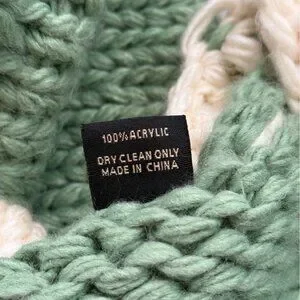 100% ACRYLIC
DRY CLEAN ONLY
MADE IN CHINA